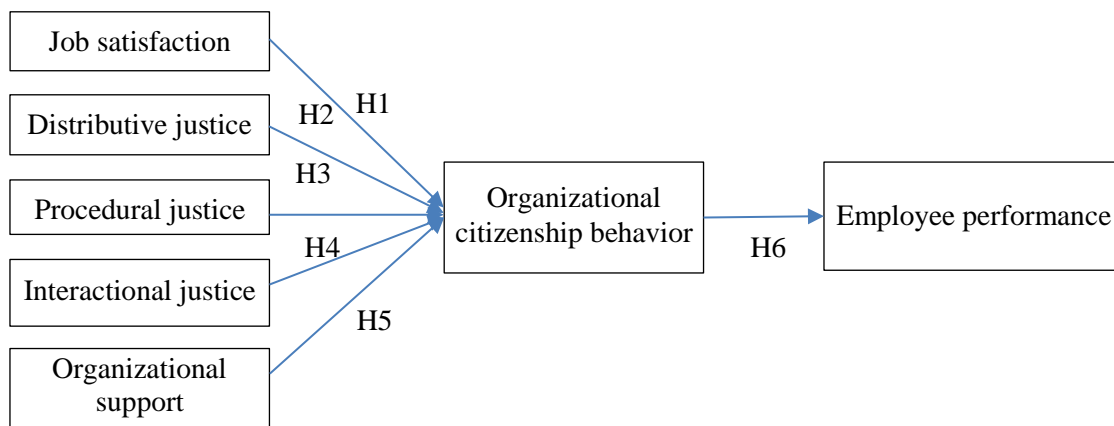 Job satisfaction
H1
Distributive justice
H2
H3
Procedural justice
Interactional justice
H4
Organizational
support
H5
Organizational
citizenship behavior
H6
Employee performance